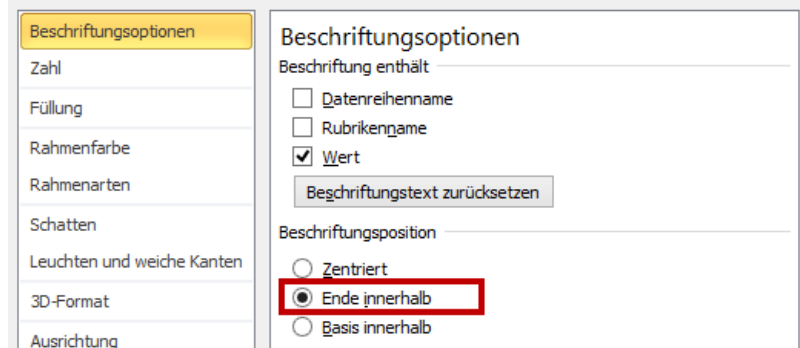 Beschriftungsoptionen
Zahl
Füllung
Rahmenfarbe
Rahmenarten
Schatten
Leuchten und weiche Kanten
3D-Format
Ausrichtung
Beschriftungsoptionen
Beschriftung enthält
Datenreihenname
Rubrikenname
Wert
Beschriftungstext zurücksetzen
Beschriftungsposition
Zentriert
Ende innerhalb
Basis innerhalb